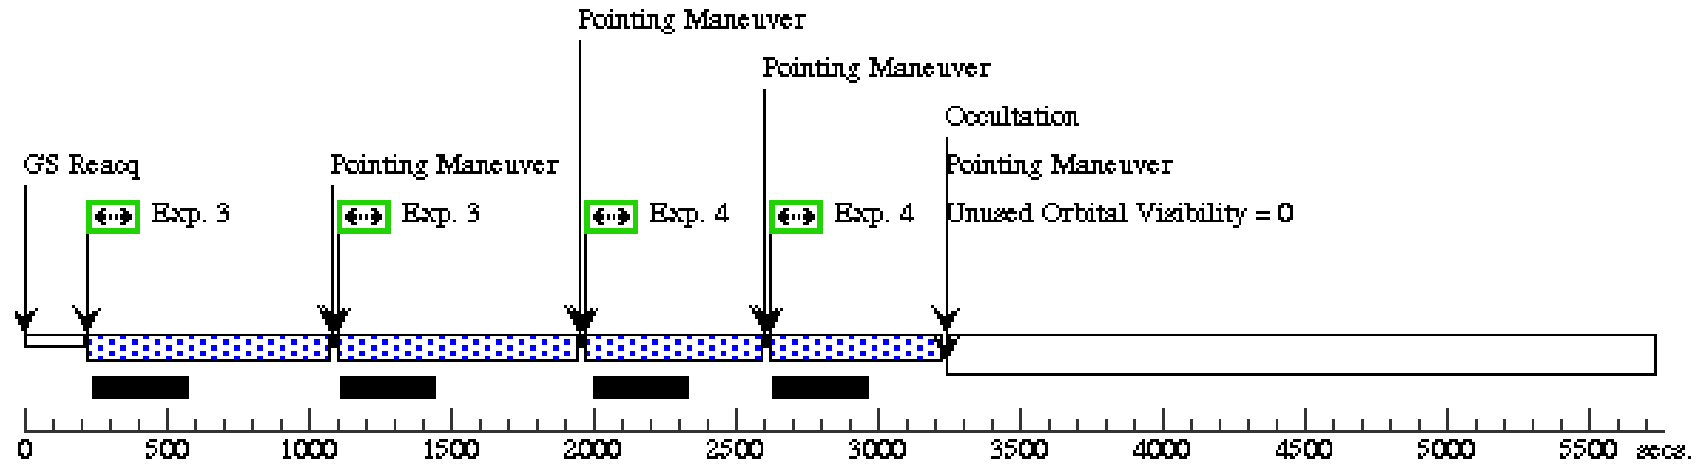 Pointing Maneuver
Pointing Maneuver
Occultation
GS Reacq Pointing Maneuver Pointing Maneuver
Exp. 3 Exp. 3 Exp. 4 Exp. 4 Unused Orbital Visibility = 0
0 500 1000 1500 2000 2500 3000 3500 4000 4500 5000 5500 secs.